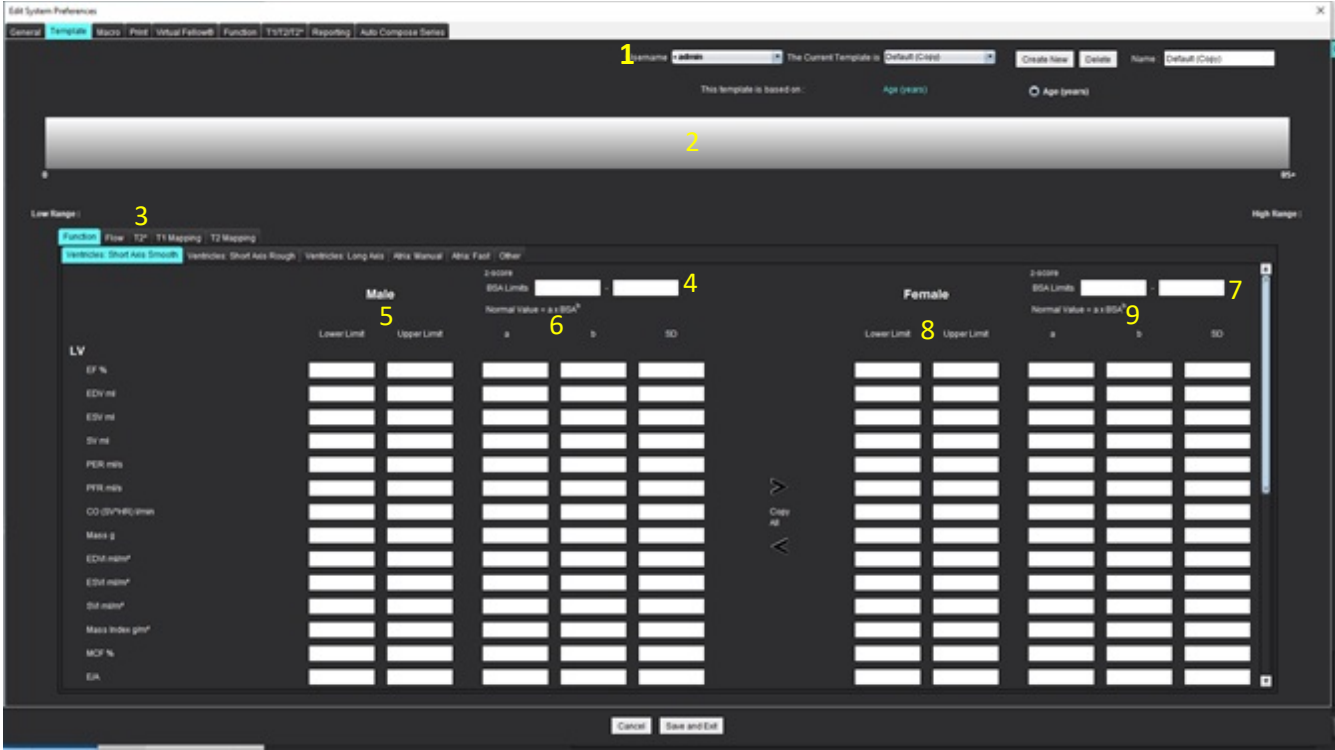 Edit System Preferences
General Template Macro Print Virtual Fellow® Function T1/T2/T2* Reporting Auto Compose Series
1 Username admin The Current Template is Default (Copy) Create New Delete Name: Default (Copy)
This template is based on: Age (years) Age (years)
2
0 85+
Low Range: High Range:
3
Function Flow T2* T1 Mapping T2 Mapping
Ventricles: Short Axis Smooth Ventricles: Short Axis Rough Ventricles: Long Axis Atria: Manual Atria: Fast Other
z-score z-score
Male BSA Limits - 4 Female BSA Limits - 7
5 Normal Value = a x BSAᵇ 8 Normal Value = a x BSAᵇ
Lower Limit Upper Limit a 6 b SD Lower Limit Upper Limit a 9 b SD
LV
EF %
EDV ml
ESV ml
SV ml
PER ml/s
PFR ml/s
>
CO (SV*HR) l/min
Copy
All
Mass g
<
EDVI ml/m²
ESVI ml/m²
SVI ml/m²
Mass Index g/m²
MCF %
E/A
Cancel Save and Exit